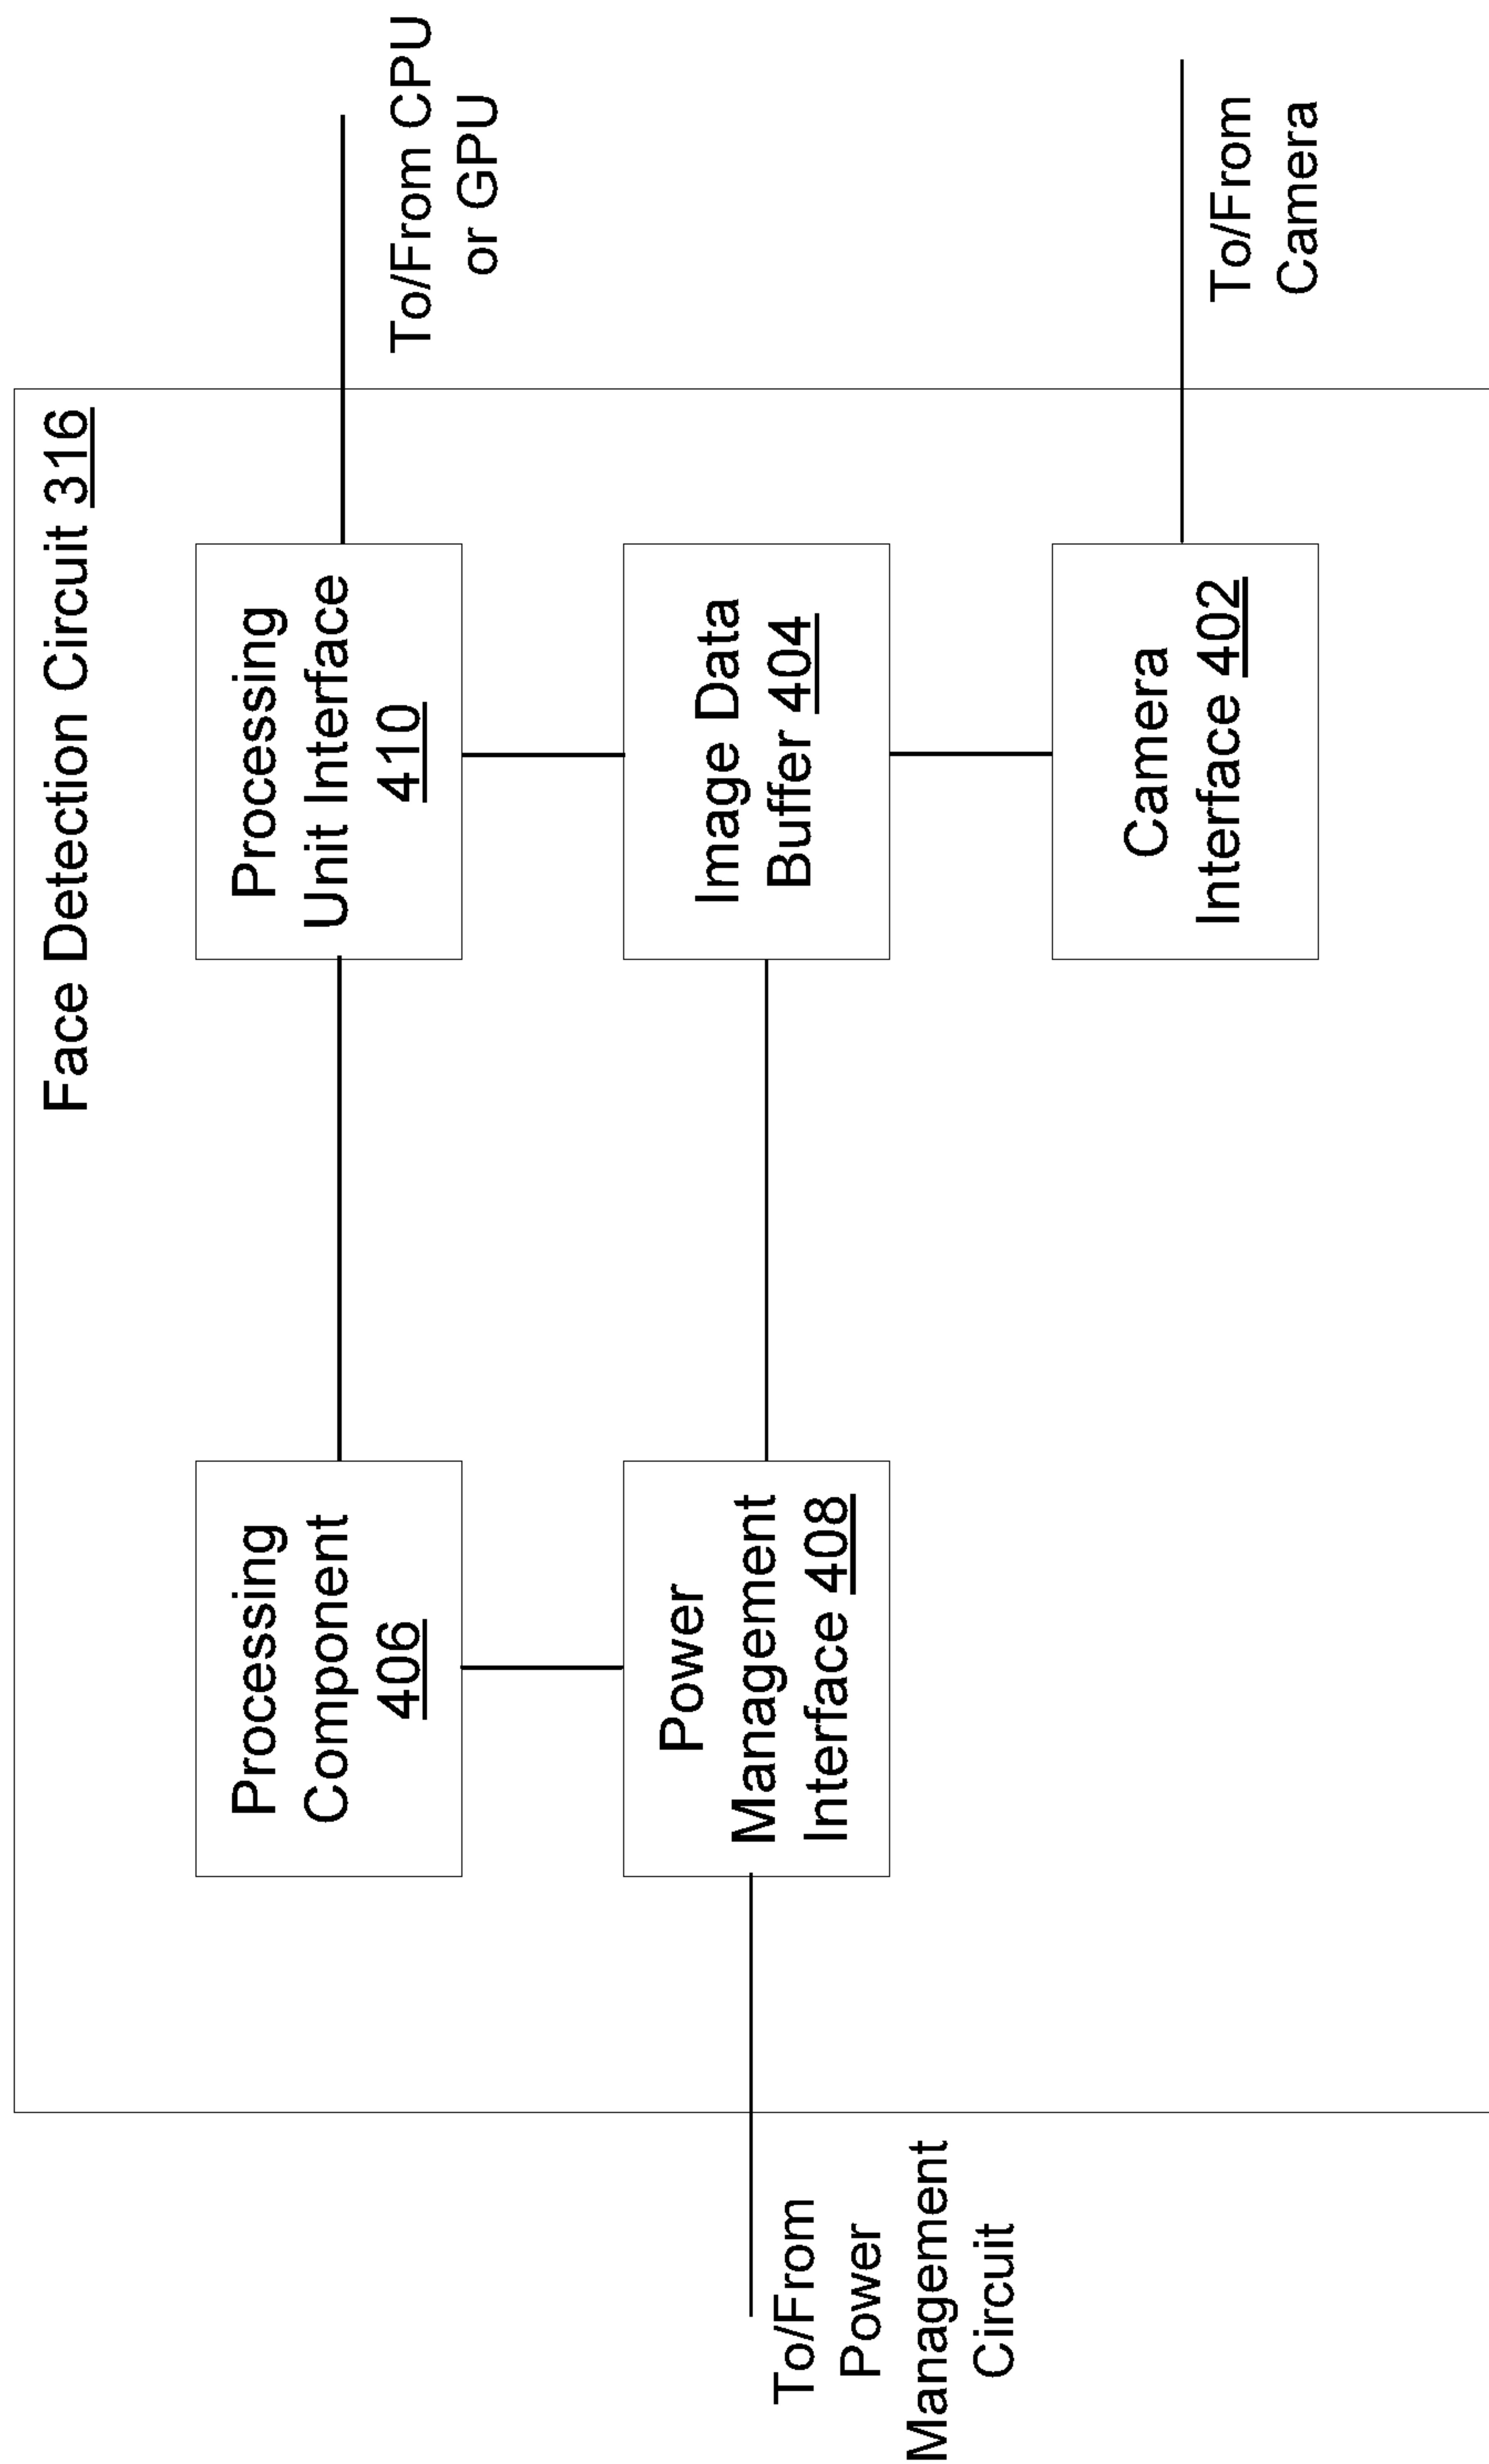 Face Detection Circuit 316
Processing
Component
406
Processing
Unit Interface
410
To/From CPU
or GPU
To/From
Power
Management
Circuit
Power
Management
Interface 408
Image Data
Buffer 404
Camera
Interface 402
To/From
Camera